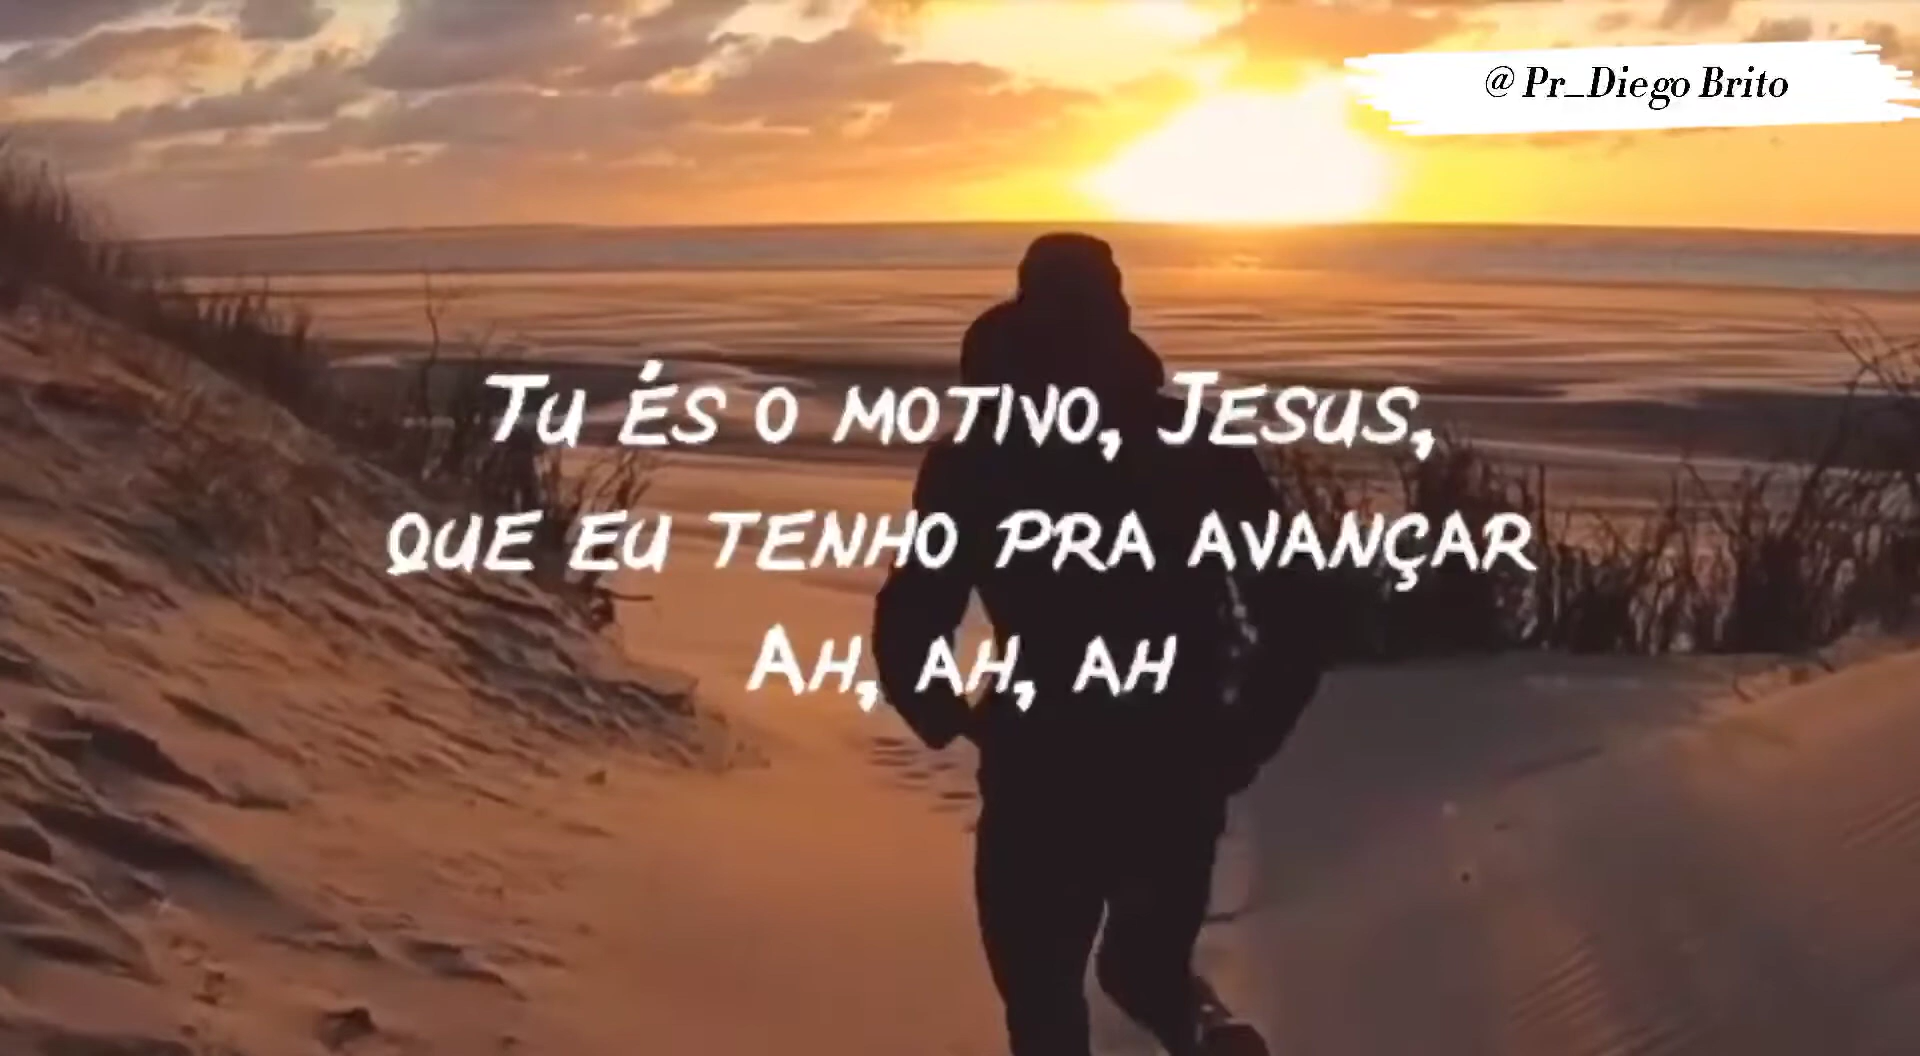 @ Pr_Diego Brito
Tu és o motivo, Jesus,
que eu tenho pra avançar
Ah, ah, ah